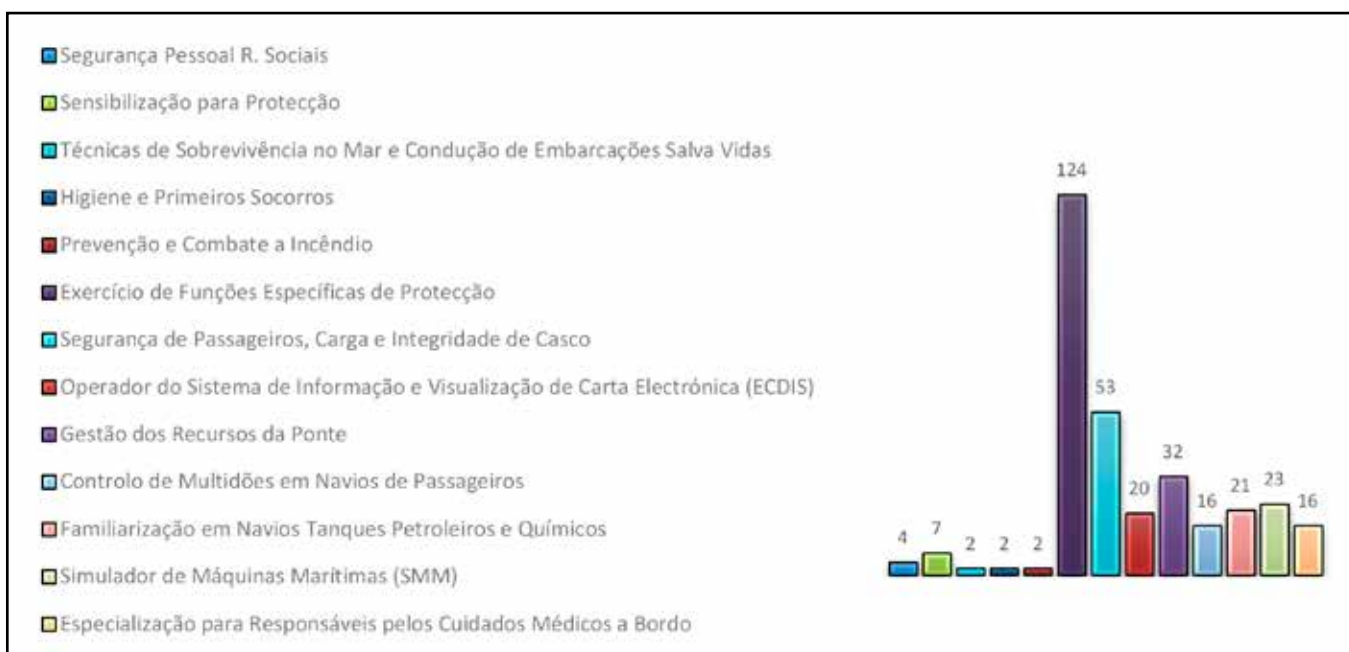 Segurança Pessoal R. Sociais
Sensibilização para Protecção
Técnicas de Sobrevivência no Mar e Condução de Embarcações Salva Vidas
Higiene e Primeiros Socorros
Prevenção e Combate a Incêndio
Exercício de Funções Específicas de Protecção
Segurança de Passageiros, Carga e Integridade de Casco
Operador do Sistema de Informação e Visualização de Carta Electrónica (ECDIS)
Gestão dos Recursos da Ponte
Controlo de Multidões em Navios de Passageiros
Familiarização em Navios Tanques Petroleiros e Químicos
Simulador de Máquinas Marítimas (SMM)
Especialização para Responsáveis pelos Cuidados Médicos a Bordo
4
7
2
2
2
124
53
20
32
16
21
23
16